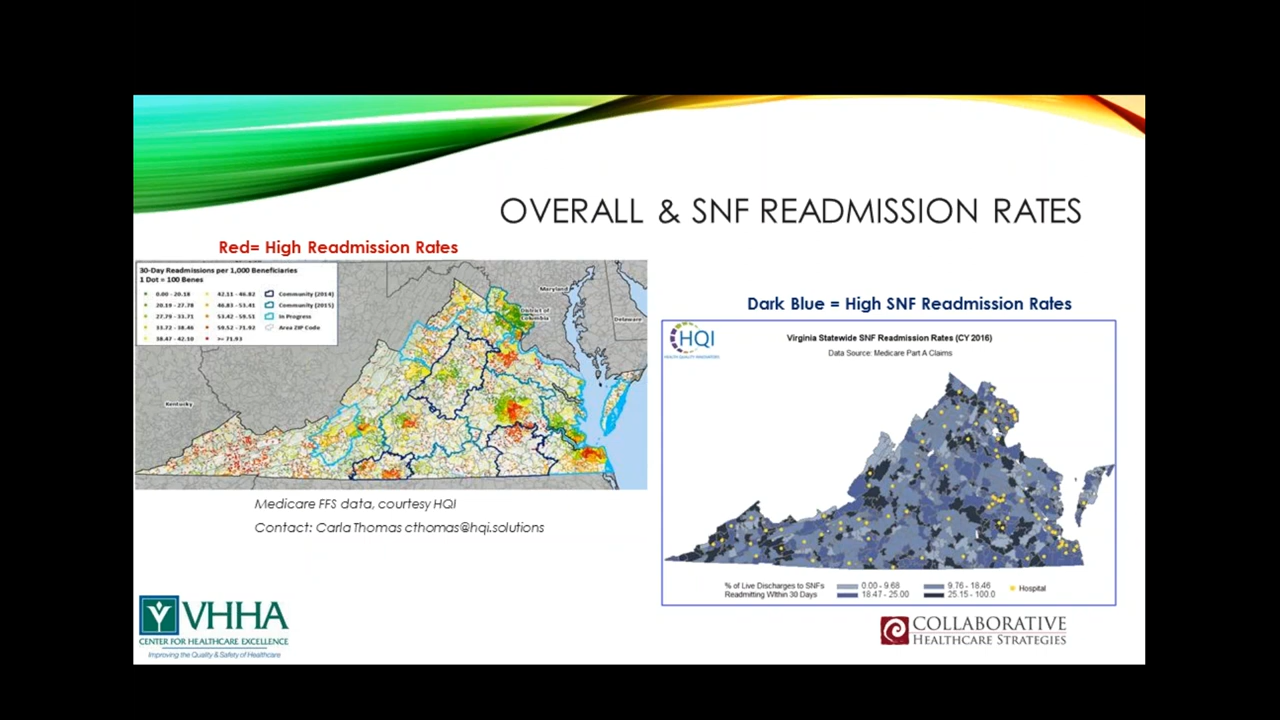 OVERALL & SNF READMISSION RATES
Red= High Readmission Rates
30-Day Readmissions per 1,000 Beneficiaries
1 Dot = 100 Benes
0.00 - 20.18
42.11 - 46.82
Community (2014)
20.19 - 27.78
46.83 - 53.41
Community (2015)
27.79 - 33.71
53.42 - 59.51
In Progress
33.72 - 38.46
59.52 - 71.92
Area ZIP Code
38.47 - 42.10
>= 71.93
Maryland
District of
Columbia
Delaware
Kentucky
Medicare FFS data, courtesy HQI
Contact: Carla Thomas cthomas@hqi.solutions
Dark Blue = High SNF Readmission Rates
HQI
HEALTH QUALITY INNOVATORS
Virginia Statewide SNF Readmission Rates (CY 2016)
Data Source: Medicare Part A Claims
% of Live Discharges to SNFs
Readmitting Within 30 Days
0.00 - 9.68
9.76 - 18.46
18.47 - 25.00
25.15 - 100.0
Hospital
VHHA
CENTER FOR HEALTHCARE EXCELLENCE
Improving the Quality & Safety of Healthcare
COLLABORATIVE
HEALTHCARE STRATEGIES